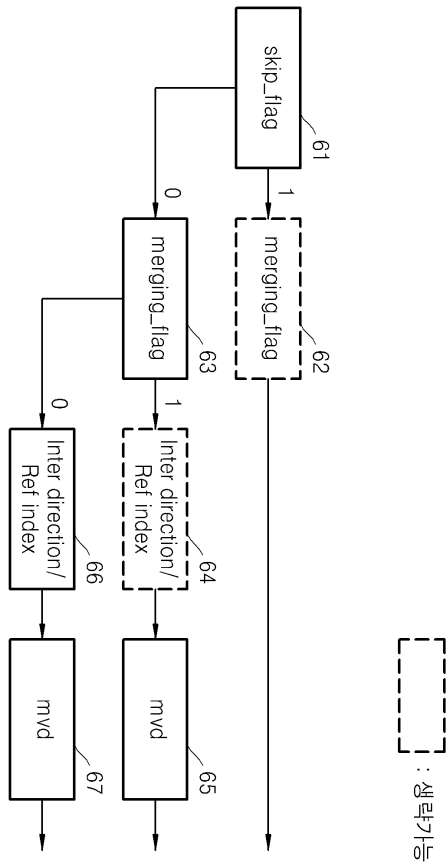 skip_flag
61
1
merging_flag
62
0
merging_flag
63
1
Inter direction/
Ref index
64
mvd
65
0
Inter direction/
Ref index
66
mvd
67
: 생략가능